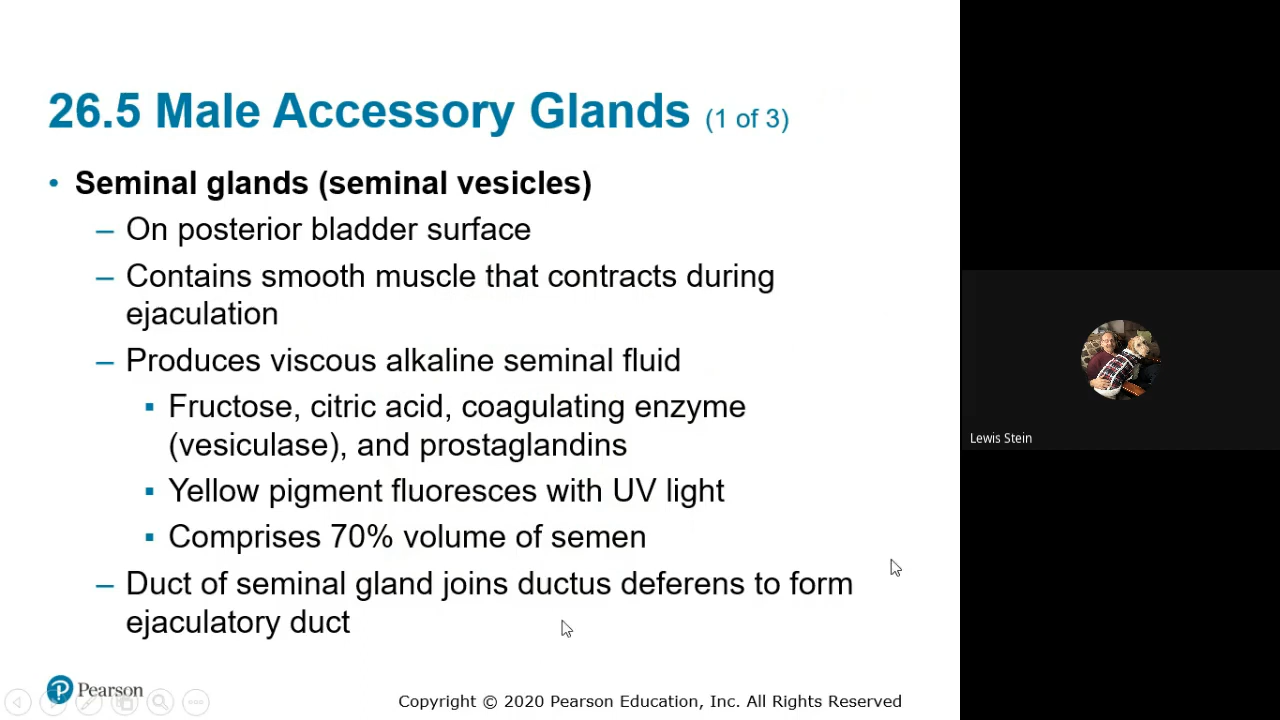 26.5 Male Accessory Glands (1 of 3)
• Seminal glands (seminal vesicles)
– On posterior bladder surface
– Contains smooth muscle that contracts during
ejaculation
– Produces viscous alkaline seminal fluid
▪ Fructose, citric acid, coagulating enzyme
(vesiculase), and prostaglandins
▪ Yellow pigment fluoresces with UV light
▪ Comprises 70% volume of semen
– Duct of seminal gland joins ductus deferens to form
ejaculatory duct
Pearson
Copyright © 2020 Pearson Education, Inc. All Rights Reserved
Lewis Stein